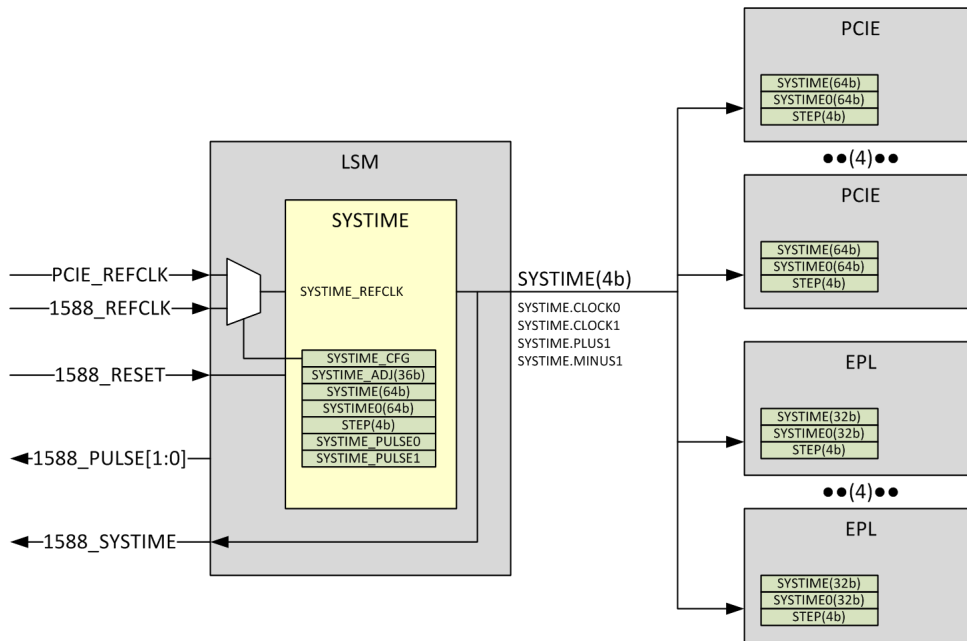 LSM
SYSTIME
PCIE_REFCLK
1588_REFCLK
SYSTIME_REFCLK
1588_RESET
SYSTIME_CFG
SYSTIME_ADJ(36b)
SYSTIME(64b)
SYSTIME0(64b)
STEP(4b)
SYSTIME_PULSE0
SYSTIME_PULSE1
1588_PULSE[1:0]
1588_SYSTIME
SYSTIME(4b)
SYSTIME.CLOCK0
SYSTIME.CLOCK1
SYSTIME.PLUS1
SYSTIME.MINUS1
PCIE
SYSTIME(64b)
SYSTIME0(64b)
STEP(4b)
●●(4)●●
PCIE
SYSTIME(64b)
SYSTIME0(64b)
STEP(4b)
EPL
SYSTIME(32b)
SYSTIME0(32b)
STEP(4b)
●●(4)●●
EPL
SYSTIME(32b)
SYSTIME0(32b)
STEP(4b)